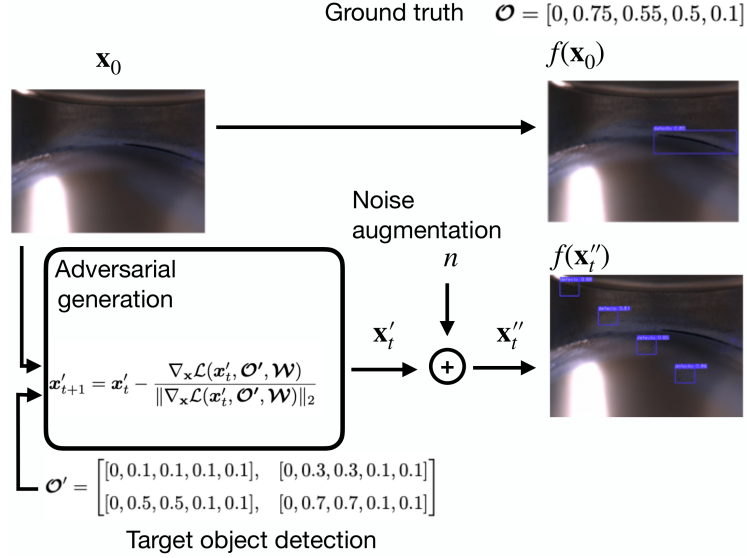 Ground truth 𝓞 = [0, 0.75, 0.55, 0.5, 0.1]
x₀
f(x₀)
Noise
augmentation
n
Adversarial
generation
x′ₜ₊₁ = x′ₜ − ∇ₓℒ(x′ₜ, 𝓞′, 𝓦) / ‖∇ₓℒ(x′ₜ, 𝓞′, 𝓦)‖₂
x′ₜ
+
x″ₜ
f(x″ₜ)
𝓞′ = [[0, 0.1, 0.1, 0.1, 0.1], [0, 0.3, 0.3, 0.1, 0.1]
[0, 0.5, 0.5, 0.1, 0.1], [0, 0.7, 0.7, 0.1, 0.1]]
Target object detection